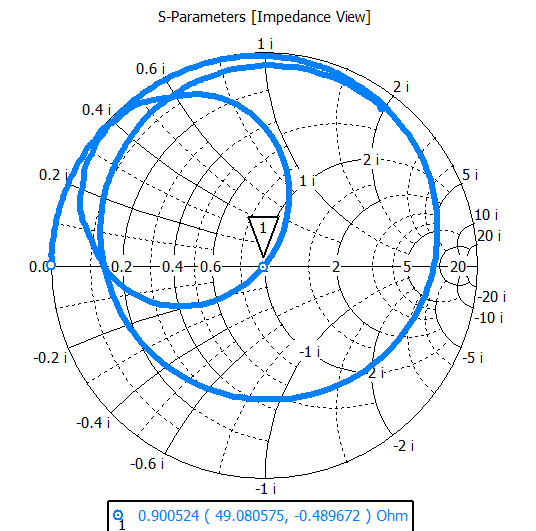 S-Parameters [Impedance View]
1 i
0.6 i
2 i
0.4 i
2 i
0.2 i
5 i
1 i
1
10 i
20 i
0.0
0.2
0.4
0.6
1
2
5
20
-20 i
-10 i
-0.2 i
-1 i
-5 i
-2 i
-0.4 i
-2 i
-0.6 i
-1 i
0.900524 ( 49.080575, -0.489672 ) Ohm
1